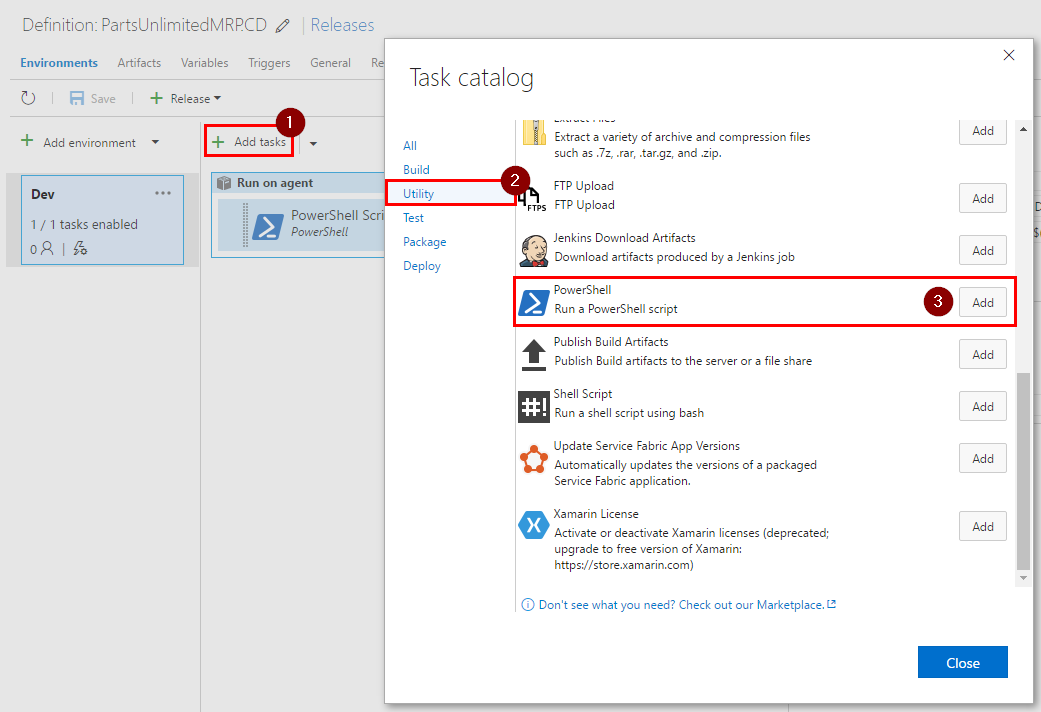 Definition: PartsUnlimitedMRP.CD | Releases
Environments Artifacts Variables Triggers General Re
Save Release
Add environment
1
Add tasks
Dev
1 / 1 tasks enabled
0
Run on agent
PowerShell Scri
PowerShell
Task catalog
All
Build
2
Utility
Test
Package
Deploy
Extract Files
Extract a variety of archive and compression files
such as .7z, .rar, .tar.gz, and .zip.
Add
FTPS
FTP Upload
FTP Upload
Add
Jenkins Download Artifacts
Download artifacts produced by a Jenkins job
Add
PowerShell
Run a PowerShell script
3
Add
Publish Build Artifacts
Publish Build artifacts to the server or a file share
Add
#!
Shell Script
Run a shell script using bash
Add
Update Service Fabric App Versions
Automatically updates the versions of a packaged
Service Fabric application.
Add
X
Xamarin License
Activate or deactivate Xamarin licenses (deprecated;
upgrade to free version of Xamarin:
https://store.xamarin.com)
Add
Don't see what you need? Check out our Marketplace.
Close